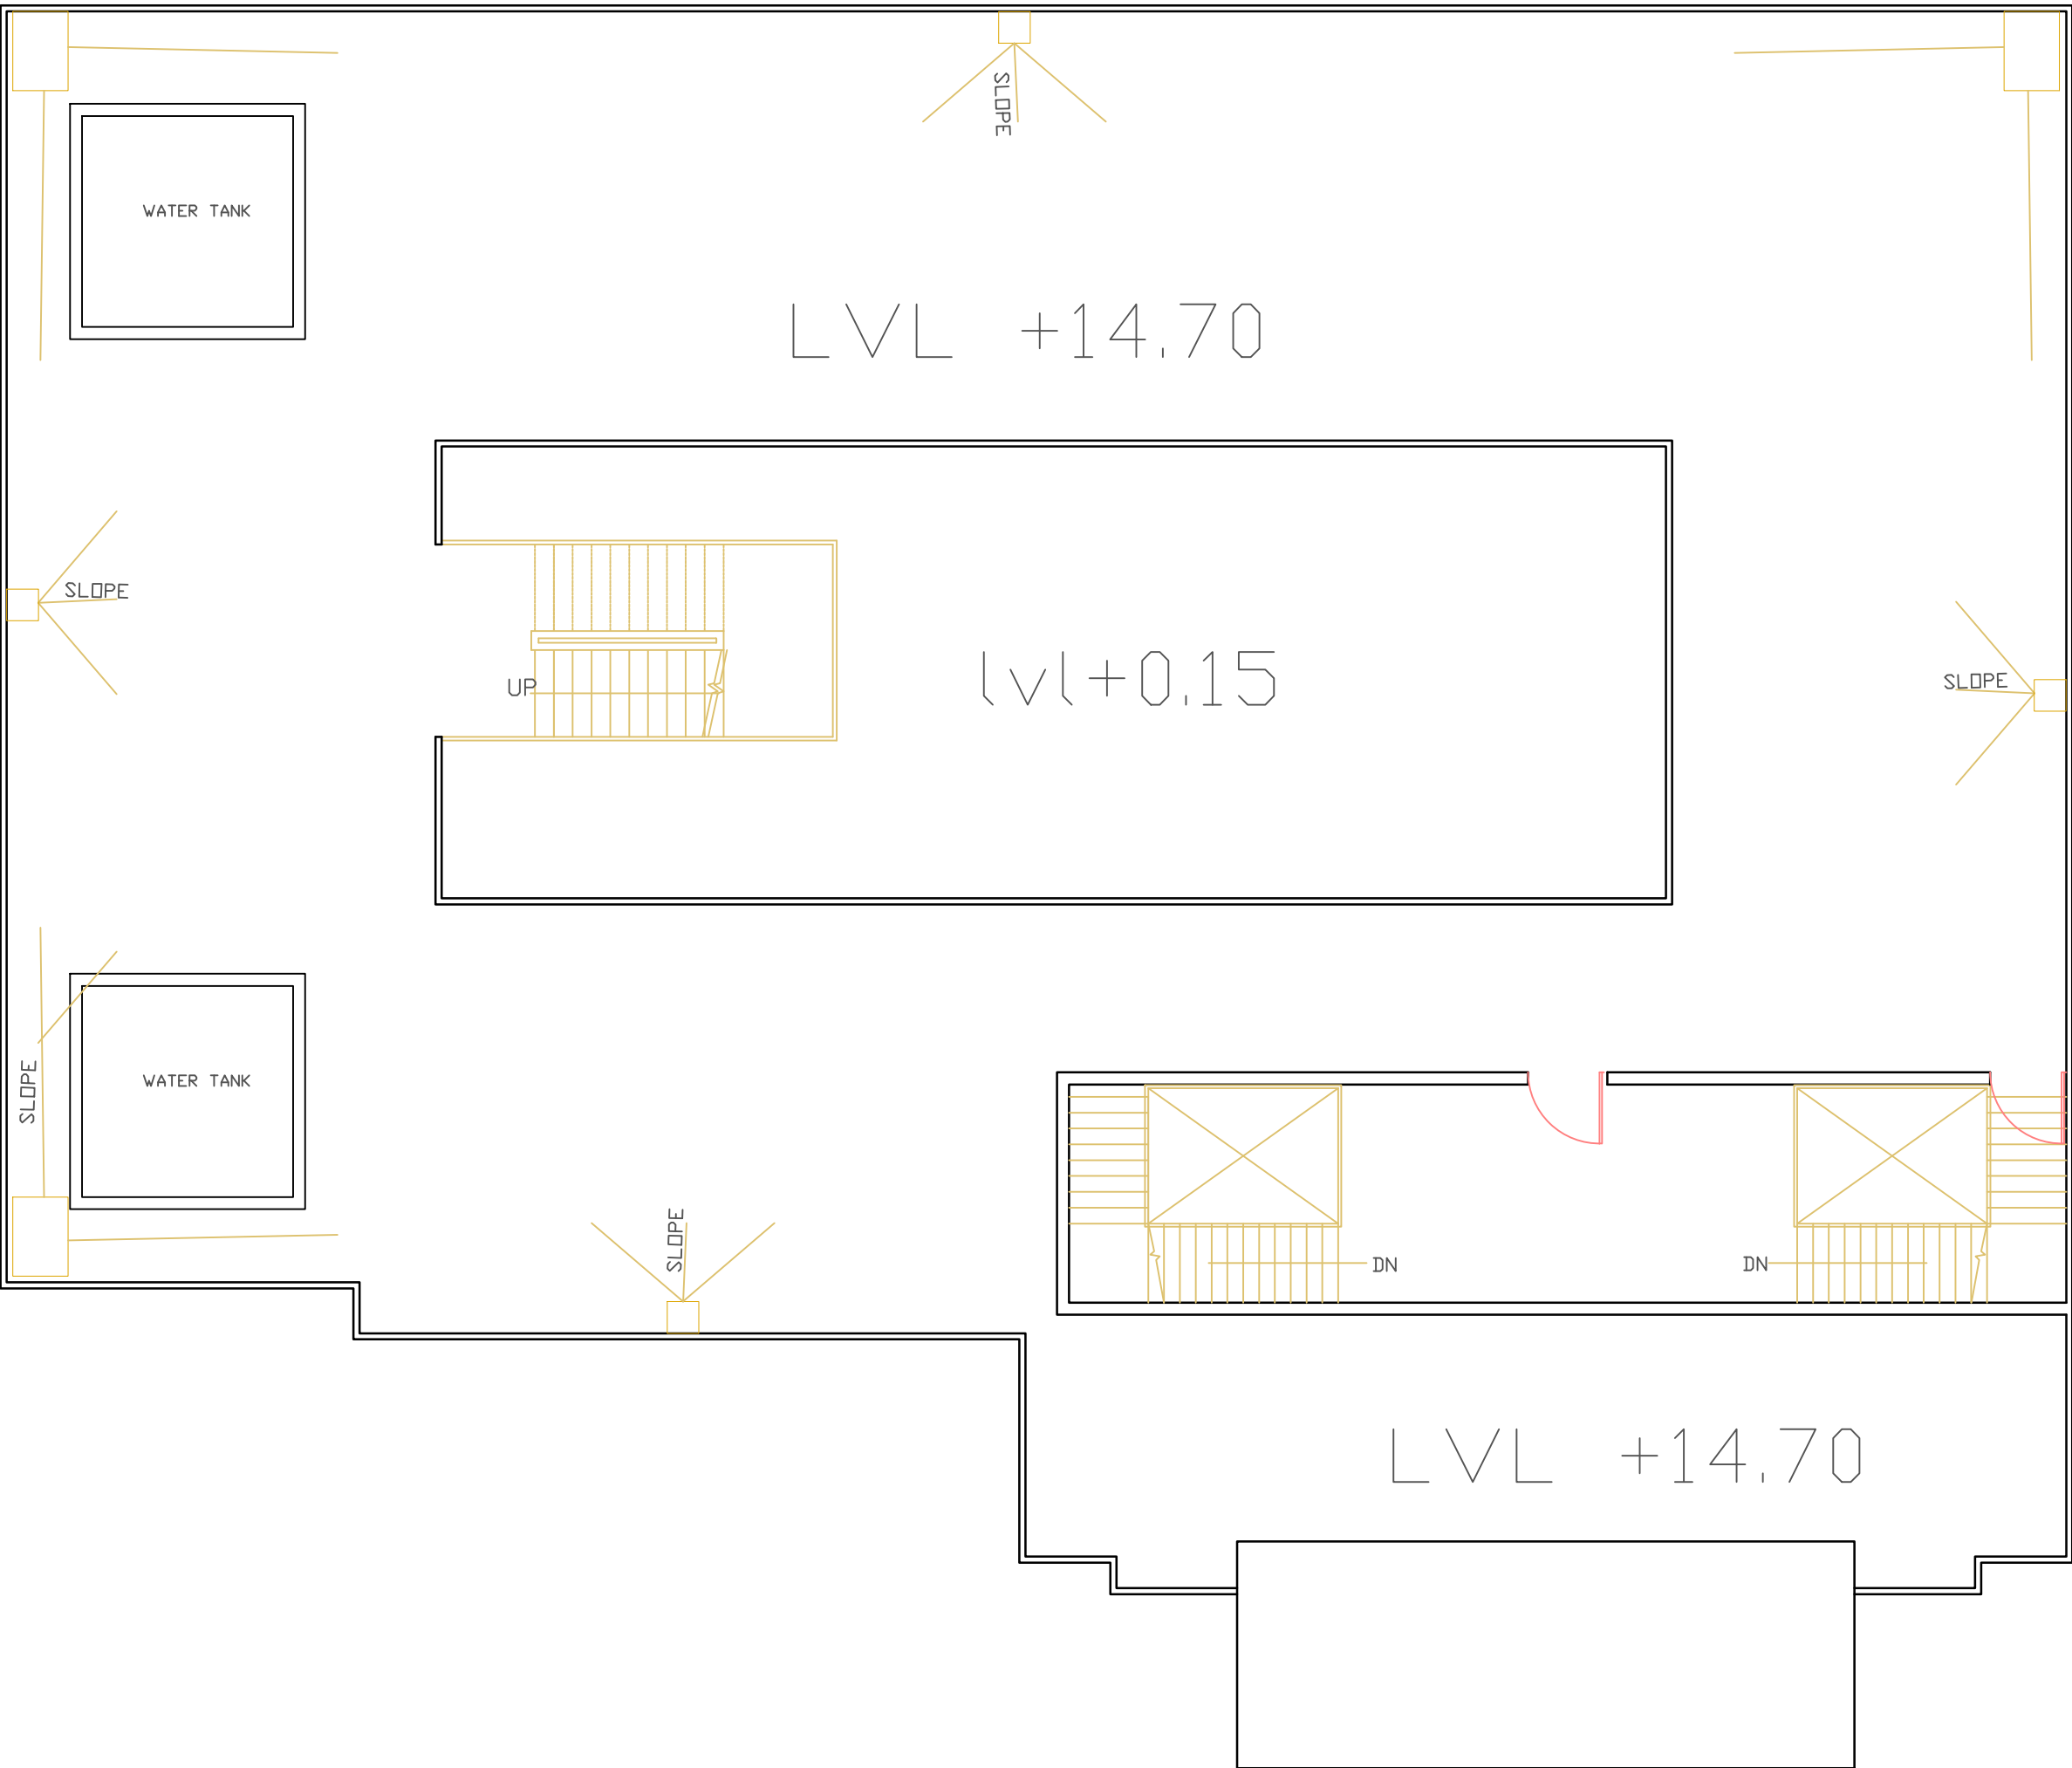 SLOPE
WATER TANK
LVL +14.70
SLOPE
lvl+0.15
SLOPE
UP
SLOPE
WATER TANK
SLOPE
DN
DN
LVL +14.70